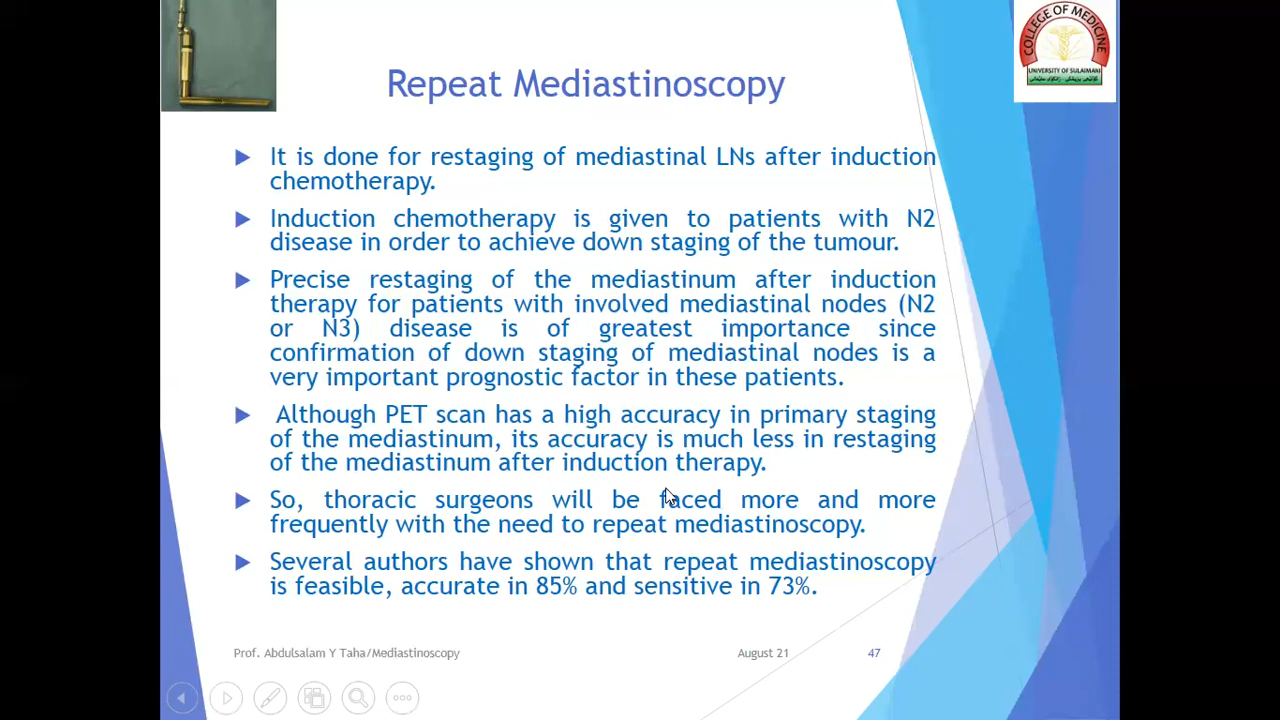 COLLEGE OF MEDICINE
UNIVERSITY OF SULAIMANI
Repeat Mediastinoscopy
It is done for restaging of mediastinal LNs after induction
chemotherapy.
Induction chemotherapy is given to patients with N2
disease in order to achieve down staging of the tumour.
Precise restaging of the mediastinum after induction
therapy for patients with involved mediastinal nodes (N2
or N3) disease is of greatest importance since
confirmation of down staging of mediastinal nodes is a
very important prognostic factor in these patients.
Although PET scan has a high accuracy in primary staging
of the mediastinum, its accuracy is much less in restaging
of the mediastinum after induction therapy.
So, thoracic surgeons will be faced more and more
frequently with the need to repeat mediastinoscopy.
Several authors have shown that repeat mediastinoscopy
is feasible, accurate in 85% and sensitive in 73%.
Prof. Abdulsalam Y Taha/Mediastinoscopy August 21 47